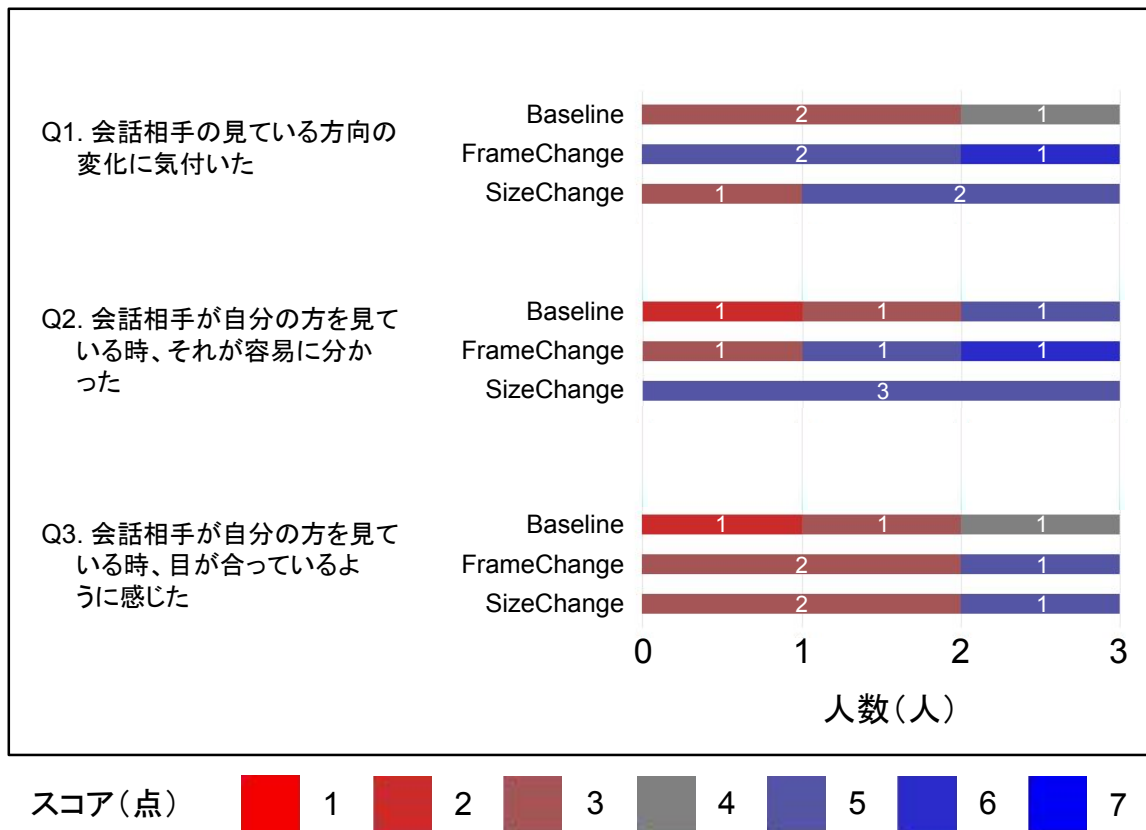 Q1. 会話相手の見ている方向の
変化に気付いた
Baseline
2 1
FrameChange
2 1
SizeChange
1 2
Q2. 会話相手が自分の方を見て
いる時、それが容易に分か
った
Baseline
1 1 1
FrameChange
1 1 1
SizeChange
3
Q3. 会話相手が自分の方を見て
いる時、目が合っているよ
うに感じた
Baseline
1 1 1
FrameChange
2 1
SizeChange
2 1
0 1 2 3
人数(人)
スコア(点) 1 2 3 4 5 6 7